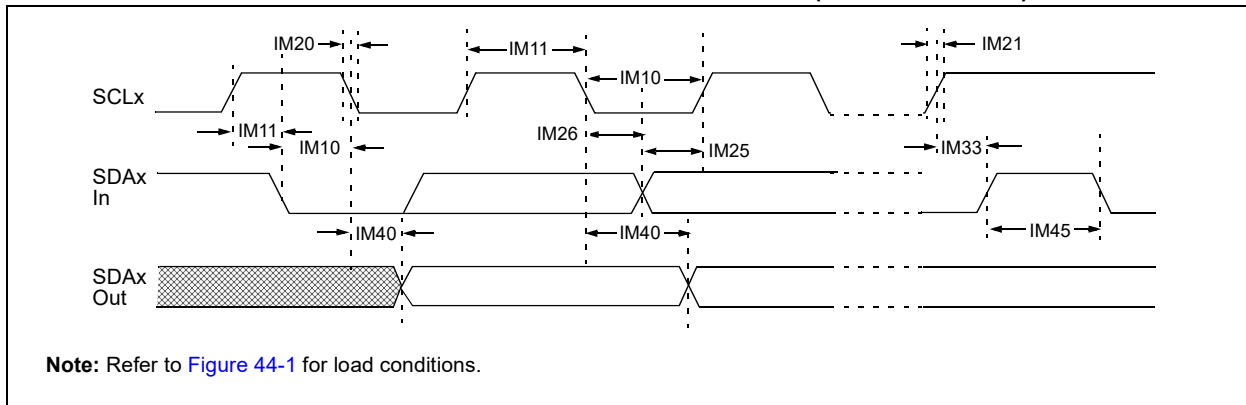 IM20
IM11
IM21
IM10
SCLx
IM11
IM26
IM10
IM25
IM33
SDAx
In
IM40
IM40
IM45
SDAx
Out
Note: Refer to Figure 44-1 for load conditions.